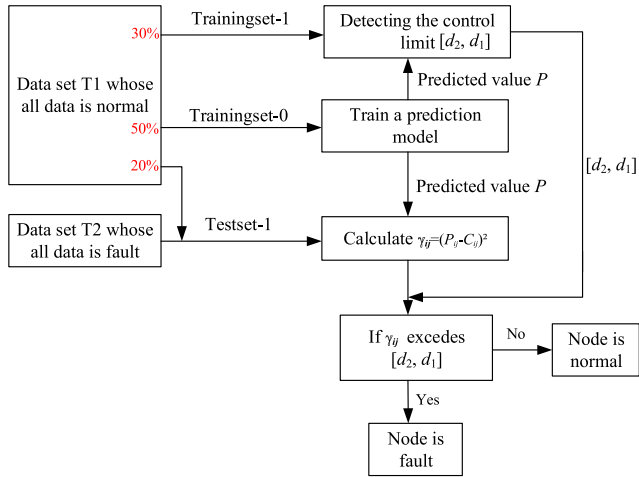 Trainingset-1
30%
Detecting the control
limit [d₂, d₁]
Data set T1 whose
all data is normal
Predicted value P
Trainingset-0
50%
Train a prediction
model
20%
[d₂, d₁]
Predicted value P
Data set T2 whose
all data is fault
Testset-1
Calculate γᵢⱼ=(Pᵢⱼ-Cᵢⱼ)²
If γᵢⱼ excedes
[d₂, d₁]
No
Node is
normal
Yes
Node is
fault